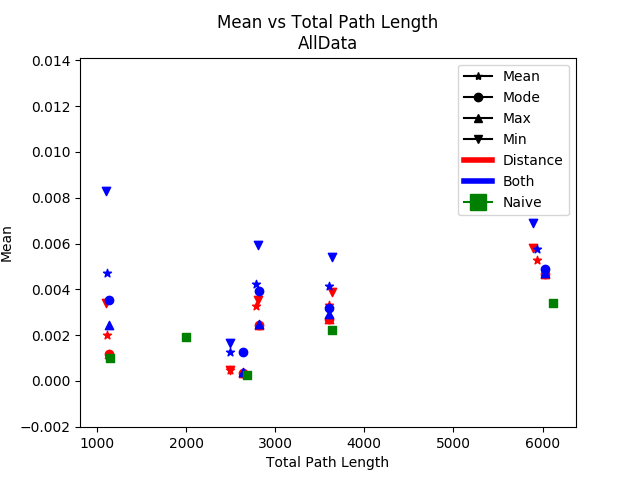 Mean vs Total Path Length
AllData
0.014
0.012
0.010
0.008
0.006
0.004
0.002
0.000
−0.002
Mean
Mean
Mode
Max
Min
Distance
Both
Naive
1000 2000 3000 4000 5000 6000
Total Path Length